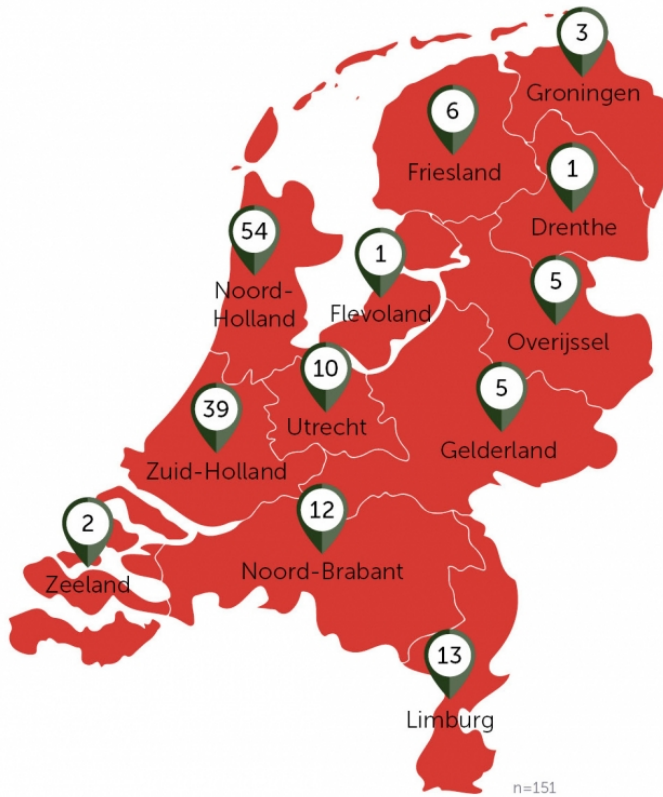 3
Groningen
6
Friesland
1
Drenthe
54
Noord-
Holland
1
Flevoland
5
Overijssel
10
Utrecht
5
Gelderland
39
Zuid-Holland
12
Noord-Brabant
2
Zeeland
13
Limburg
n=151